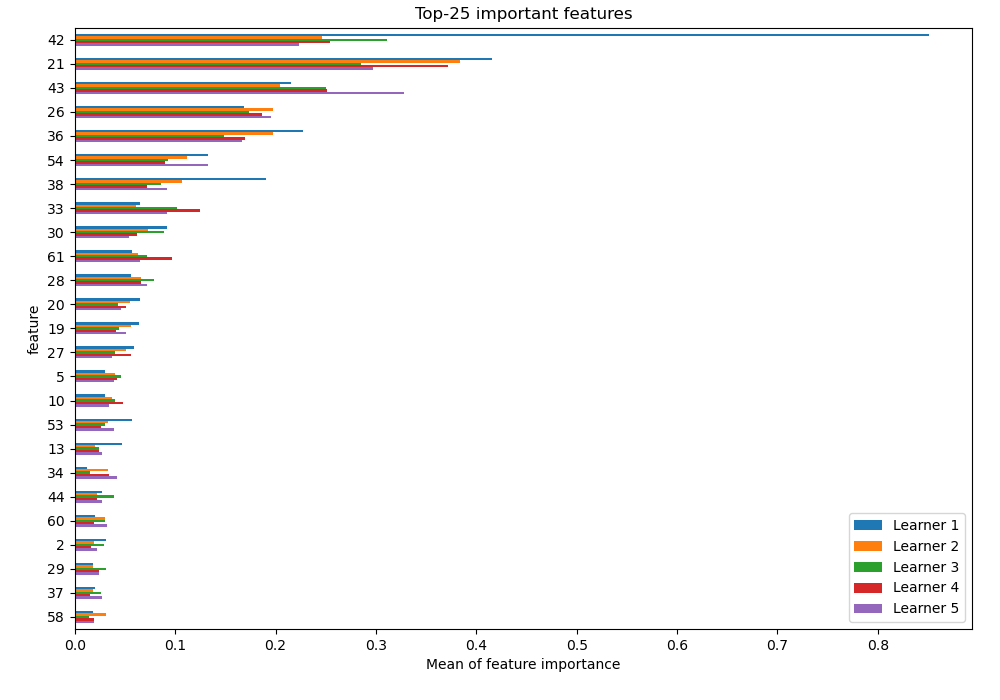 Top-25 important features
42
21
43
26
36
54
38
33
30
61
28
20
19
27
5
10
53
13
34
44
60
2
29
37
58
feature
0.0 0.1 0.2 0.3 0.4 0.5 0.6 0.7 0.8
Mean of feature importance
Learner 1
Learner 2
Learner 3
Learner 4
Learner 5